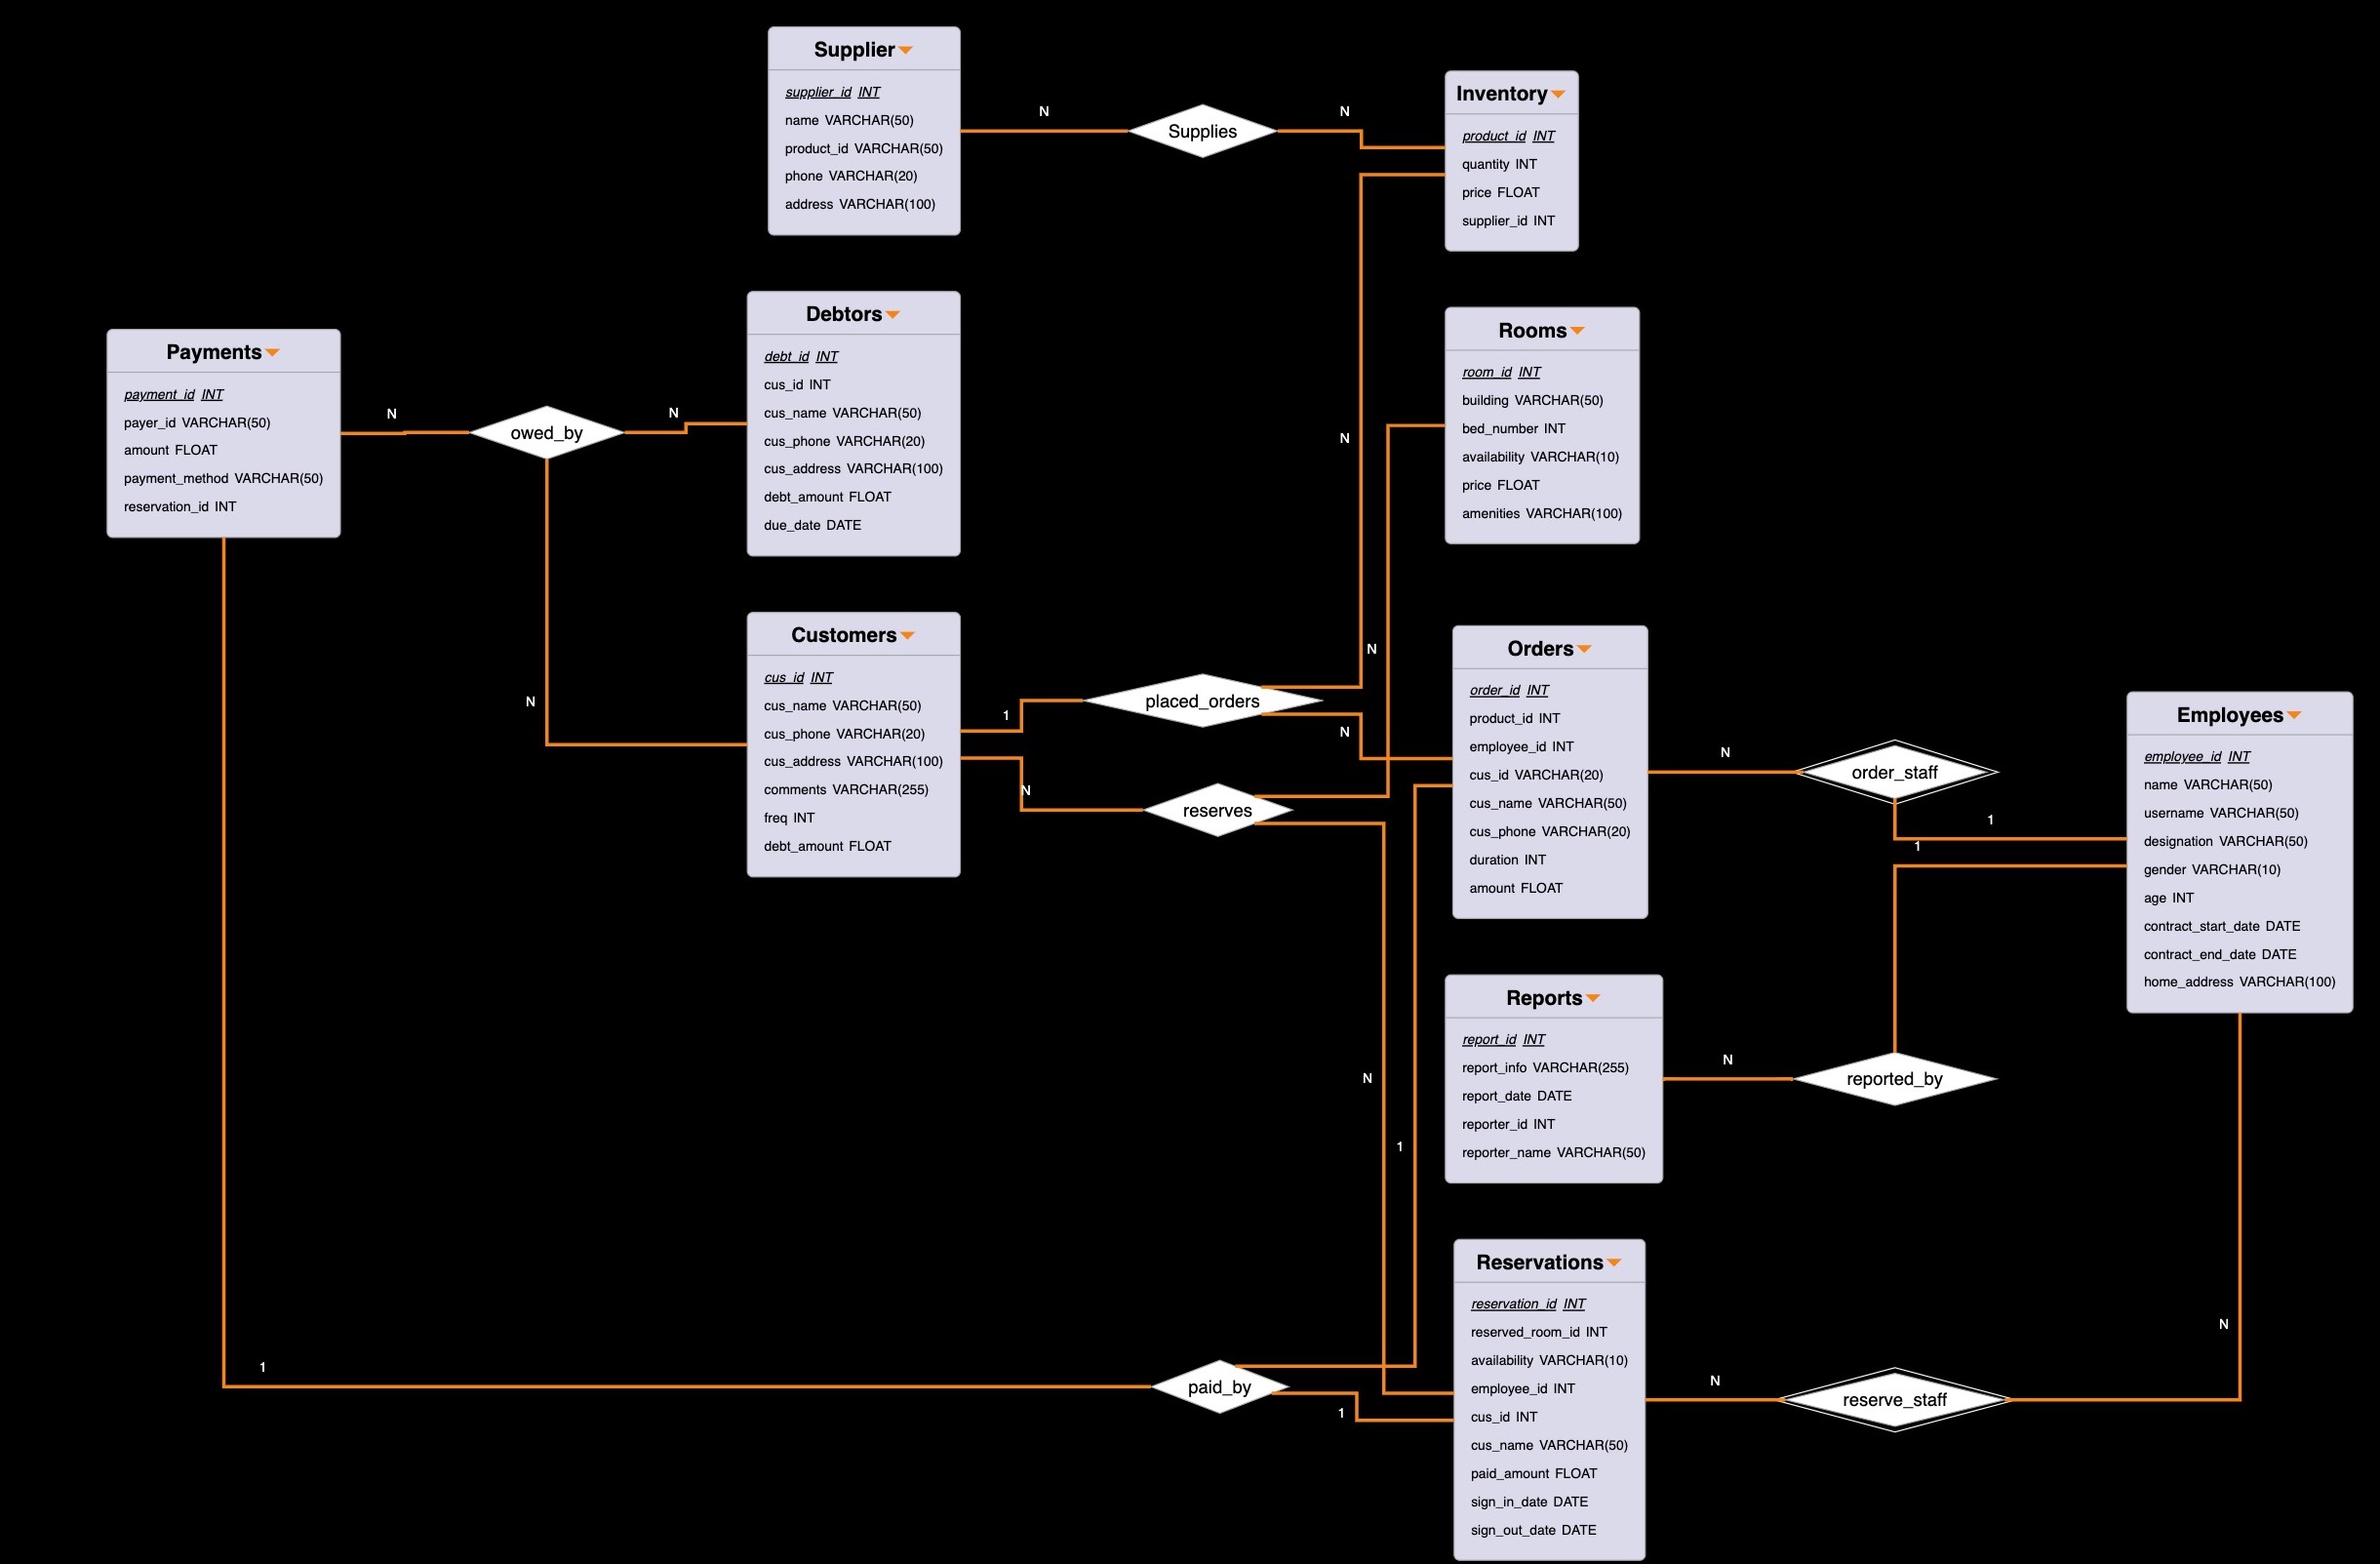 Supplier
supplier_id INT
name VARCHAR(50)
product_id VARCHAR(50)
phone VARCHAR(20)
address VARCHAR(100)
N
Supplies
N
Inventory
product_id INT
quantity INT
price FLOAT
supplier_id INT
Payments
payment_id INT
payer_id VARCHAR(50)
amount FLOAT
payment_method VARCHAR(50)
reservation_id INT
N
owed_by
N
N
Debtors
debt_id INT
cus_id INT
cus_name VARCHAR(50)
cus_phone VARCHAR(20)
cus_address VARCHAR(100)
debt_amount FLOAT
due_date DATE
Rooms
room_id INT
building VARCHAR(50)
bed_number INT
availability VARCHAR(10)
price FLOAT
amenities VARCHAR(100)
Customers
cus_id INT
cus_name VARCHAR(50)
cus_phone VARCHAR(20)
cus_address VARCHAR(100)
comments VARCHAR(255)
freq INT
debt_amount FLOAT
N
N
1
placed_orders
N
N
reserves
Orders
order_id INT
product_id INT
employee_id INT
cus_id VARCHAR(20)
cus_name VARCHAR(50)
cus_phone VARCHAR(20)
duration INT
amount FLOAT
N
order_staff
1
1
Employees
employee_id INT
name VARCHAR(50)
username VARCHAR(50)
designation VARCHAR(50)
gender VARCHAR(10)
age INT
contract_start_date DATE
contract_end_date DATE
home_address VARCHAR(100)
Reports
report_id INT
report_info VARCHAR(255)
report_date DATE
reporter_id INT
reporter_name VARCHAR(50)
N
reported_by
N
1
1
paid_by
1
Reservations
reservation_id INT
reserved_room_id INT
availability VARCHAR(10)
employee_id INT
cus_id INT
cus_name VARCHAR(50)
paid_amount FLOAT
sign_in_date DATE
sign_out_date DATE
N
reserve_staff
N